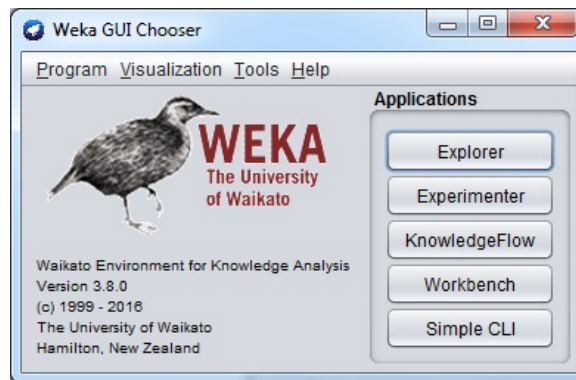 Weka GUI Chooser
Program Visualization Tools Help
WEKA
The University
of Waikato
Waikato Environment for Knowledge Analysis
Version 3.8.0
(c) 1999 - 2016
The University of Waikato
Hamilton, New Zealand
Applications
Explorer
Experimenter
KnowledgeFlow
Workbench
Simple CLI